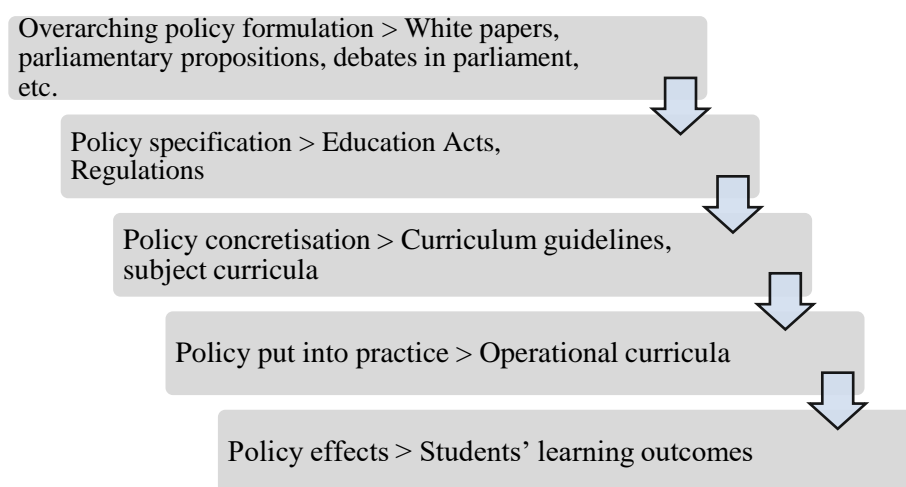 Overarching policy formulation > White papers,
parliamentary propositions, debates in parliament,
etc.
Policy specification > Education Acts,
Regulations
Policy concretisation > Curriculum guidelines,
subject curricula
Policy put into practice > Operational curricula
Policy effects > Students’ learning outcomes